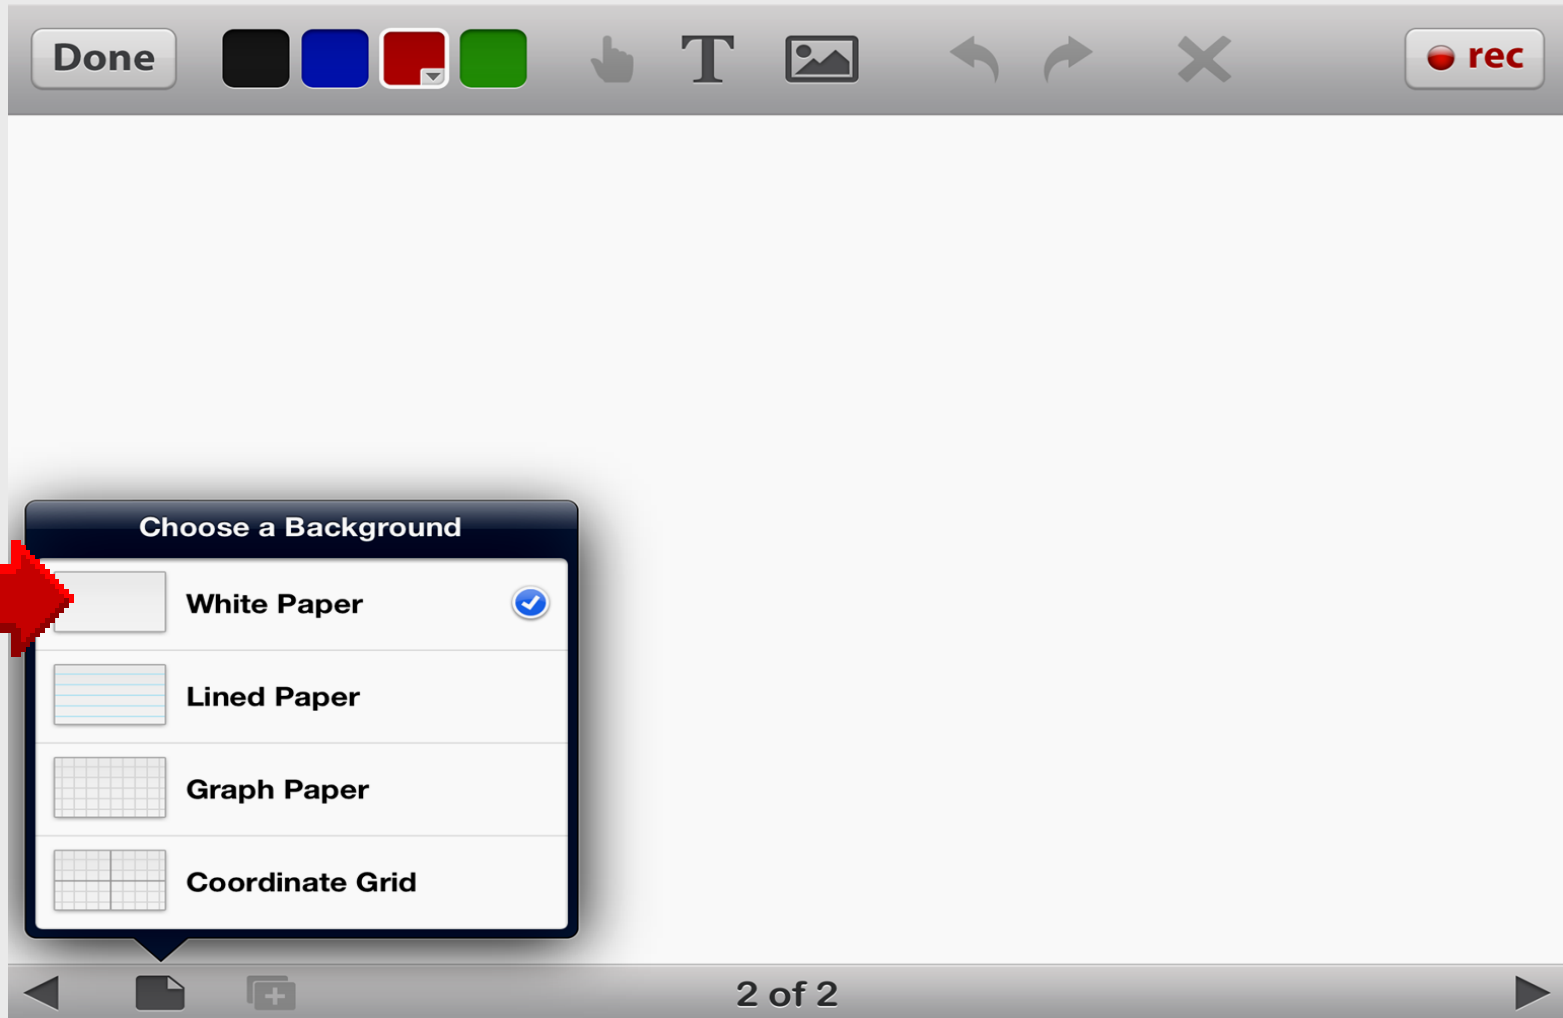 Done
T
rec
Choose a Background
White Paper
Lined Paper
Graph Paper
Coordinate Grid
2 of 2